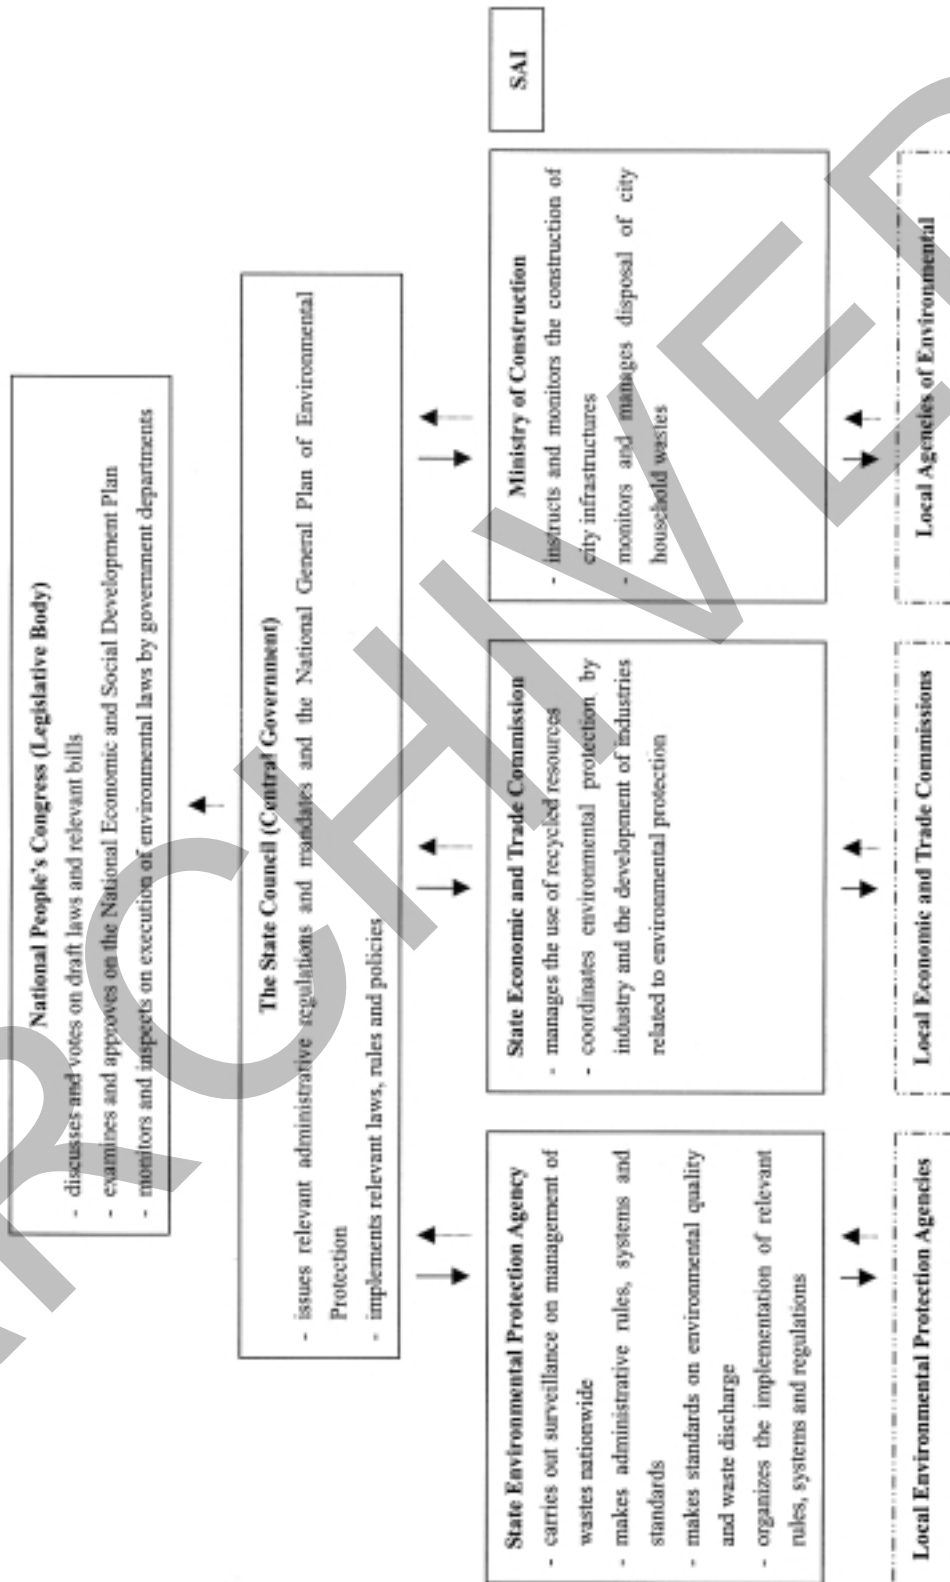 National People's Congress (Legislative Body)
- discusses and votes on draft laws and relevant bills
- examines and approves on the National Economic and Social Development Plan
- monitors and inspects on execution of environmental laws by government departments
The State Council (Central Government)
- issues relevant administrative regulations and mandates and the National General Plan of Environmental
Protection
- implements relevant laws, rules and policies
State Environmental Protection Agency
- carries out surveillance on management of
wastes nationwide
- makes administrative rules, systems and
standards
- makes standards on environmental quality
and waste discharge
- organizes the implementation of relevant
rules, systems and regulations
State Economic and Trade Commission
- manages the use of recycled resources
- coordinates environmental protection by
industry and the development of industries
related to environmental protection
Ministry of Construction
- instructs and monitors the construction of
city infrastructures
- monitors and manages disposal of city
household wastes
SAI
Local Environmental Protection Agencies
Local Economic and Trade Commissions
Local Agencies of Environmental
ARCHIVED